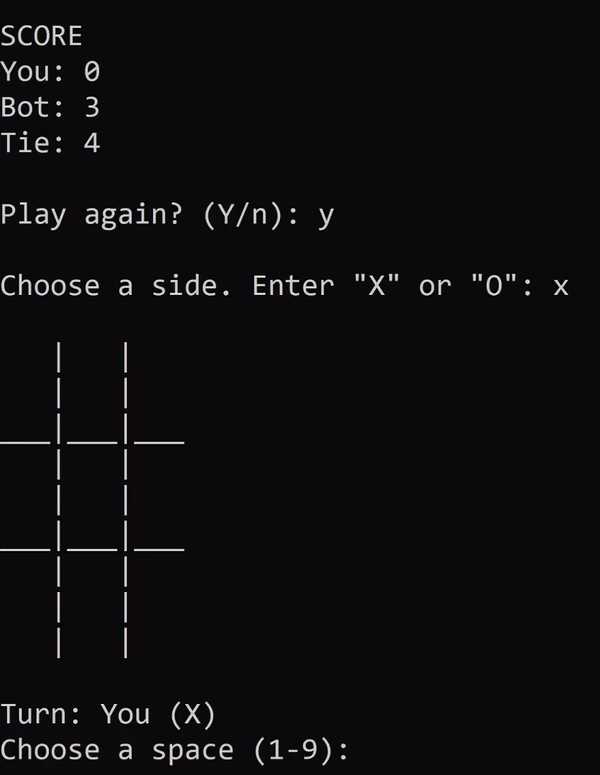 SCORE
You: 0
Bot: 3
Tie: 4
Play again? (Y/n): y
Choose a side. Enter "X" or "O": x
Turn: You (X)
Choose a space (1-9):